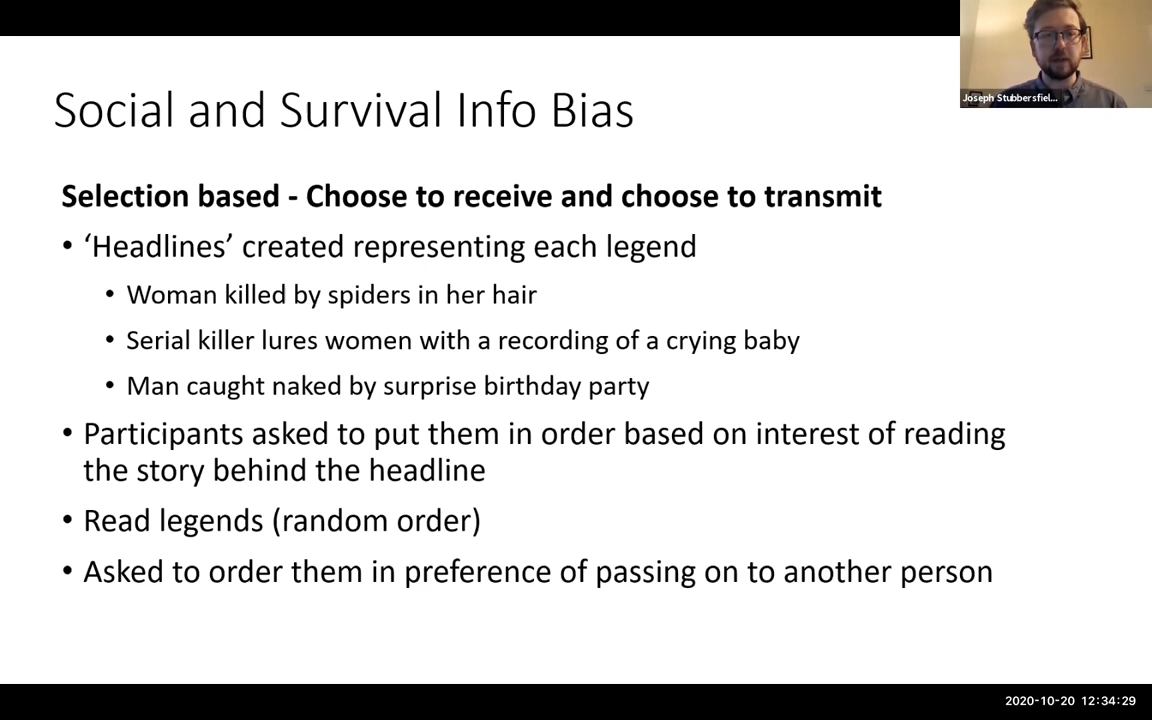 Social and Survival Info Bias
Joseph Stubbersfiel...
Selection based - Choose to receive and choose to transmit
• ‘Headlines’ created representing each legend
• Woman killed by spiders in her hair
• Serial killer lures women with a recording of a crying baby
• Man caught naked by surprise birthday party
• Participants asked to put them in order based on interest of reading
the story behind the headline
• Read legends (random order)
• Asked to order them in preference of passing on to another person
2020-10-20 12:34:29